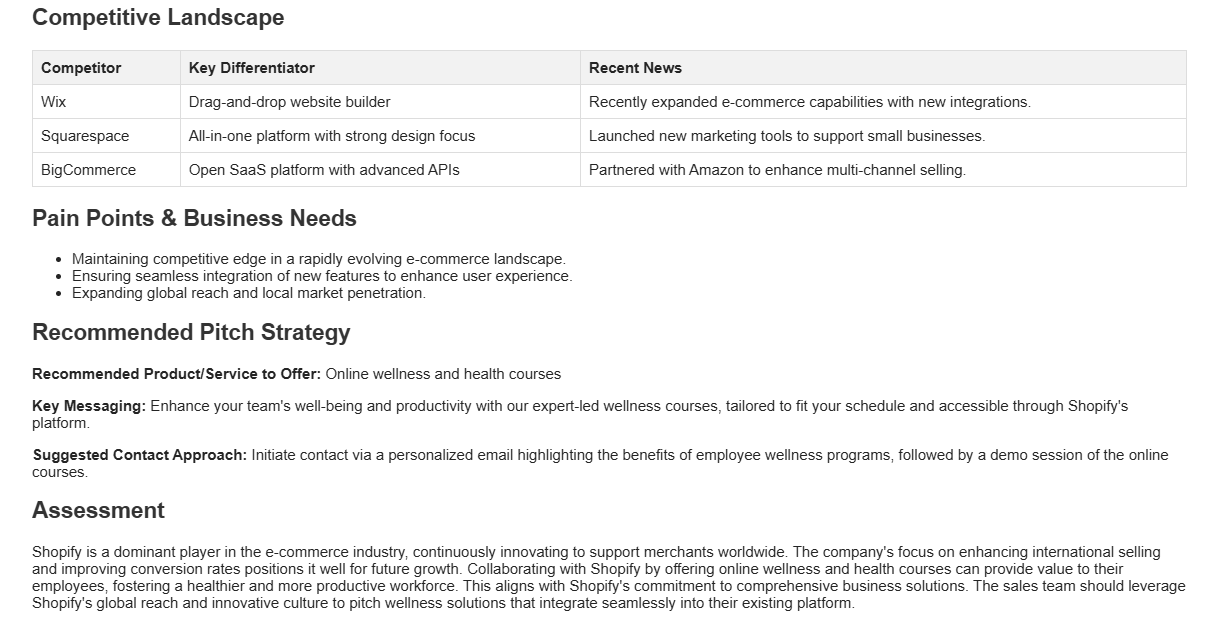 Competitive Landscape
Competitor Key Differentiator Recent News
Wix Drag-and-drop website builder Recently expanded e-commerce capabilities with new integrations.
Squarespace All-in-one platform with strong design focus Launched new marketing tools to support small businesses.
BigCommerce Open SaaS platform with advanced APIs Partnered with Amazon to enhance multi-channel selling.
Pain Points & Business Needs
• Maintaining competitive edge in a rapidly evolving e-commerce landscape.
• Ensuring seamless integration of new features to enhance user experience.
• Expanding global reach and local market penetration.
Recommended Pitch Strategy
Recommended Product/Service to Offer: Online wellness and health courses
Key Messaging: Enhance your team's well-being and productivity with our expert-led wellness courses, tailored to fit your schedule and accessible through Shopify's
platform.
Suggested Contact Approach: Initiate contact via a personalized email highlighting the benefits of employee wellness programs, followed by a demo session of the online
courses.
Assessment
Shopify is a dominant player in the e-commerce industry, continuously innovating to support merchants worldwide. The company's focus on enhancing international selling
and improving conversion rates positions it well for future growth. Collaborating with Shopify by offering online wellness and health courses can provide value to their
employees, fostering a healthier and more productive workforce. This aligns with Shopify's commitment to comprehensive business solutions. The sales team should leverage
Shopify's global reach and innovative culture to pitch wellness solutions that integrate seamlessly into their existing platform.